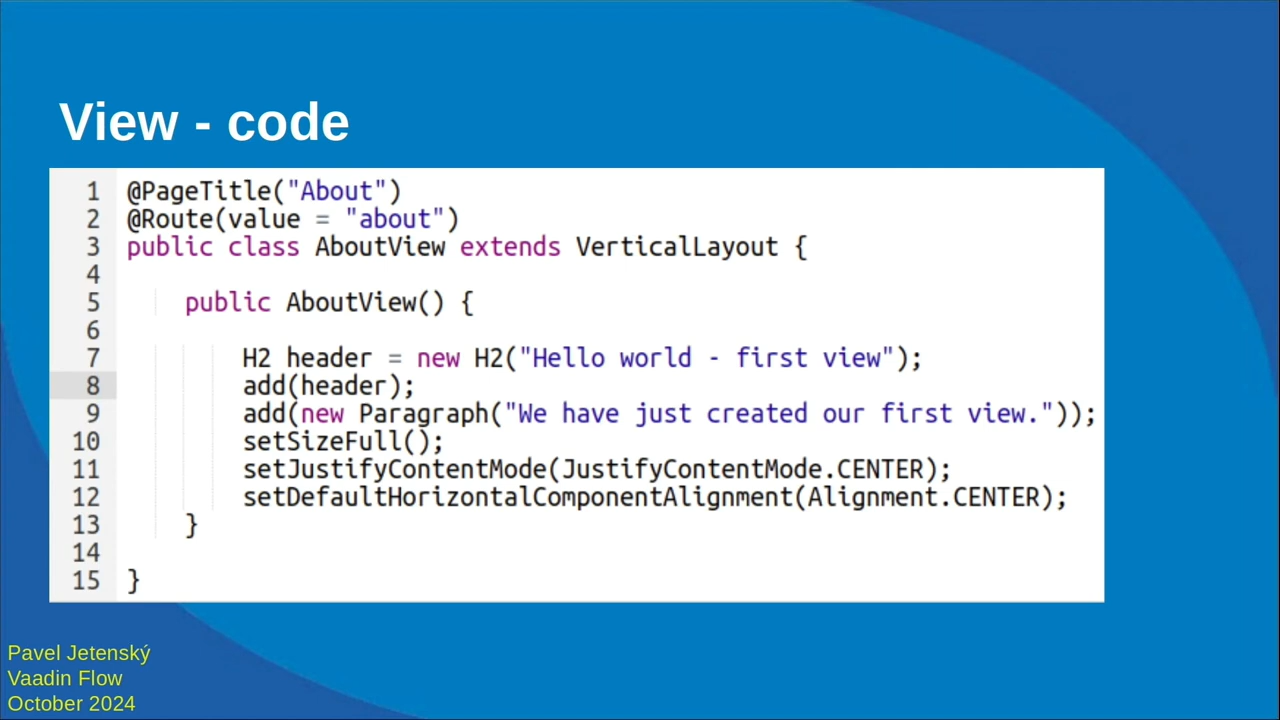 View - code
1 @PageTitle("About")
2 @Route(value = "about")
3 public class AboutView extends VerticalLayout {
4
5     public AboutView() {
6
7         H2 header = new H2("Hello world - first view");
8         add(header);
9         add(new Paragraph("We have just created our first view."));
10         setSizeFull();
11         setJustifyContentMode(JustifyContentMode.CENTER);
12         setDefaultHorizontalComponentAlignment(Alignment.CENTER);
13     }
14
15 }
Pavel Jetenský
Vaadin Flow
October 2024